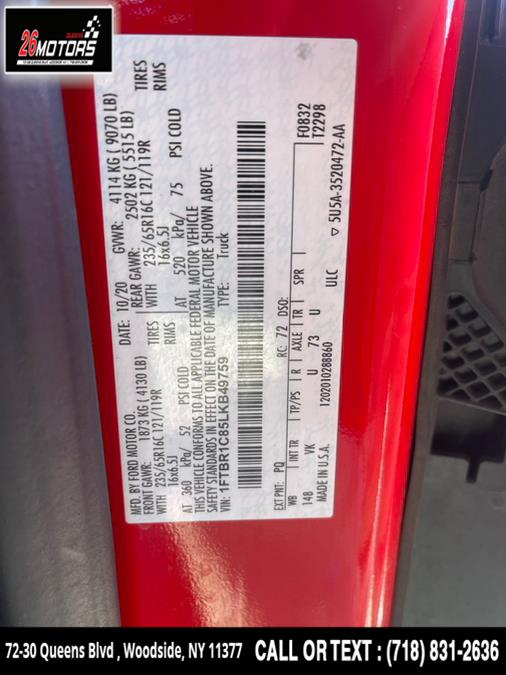 QUEENS
26MOTORS
MFD. BY FORD MOTOR CO.
DATE: 10/20
GVWR: 4114 KG ( 9070 LB)
FRONT GAWR: 1873 KG (4130 LB)
REAR GAWR: 2502 KG ( 5515 LB)
WITH 235/65R16C 121/119R TIRES
WITH 235/65R16C 121/119R TIRES
16x6.5J RIMS
16x6.5J RIMS
AT 360 kPa/ 52 PSI COLD
AT 520 kPa/ 75 PSI COLD
THIS VEHICLE CONFORMS TO ALL APPLICABLE FEDERAL MOTOR VEHICLE
SAFETY STANDARDS IN EFFECT ON THE DATE OF MANUFACTURE SHOWN ABOVE.
VIN: 1FTBR1C85LKB49759
TYPE: Truck
F0832
T2298
EXT PNT: PQ RC: 72 DSO:
WB INT TR TP/PS R AXLE TR SPR
148 VK U 73 U
ULC
MADE IN U.S.A. 1202010288860
▽ 5U5A-3520472-AA
72-30 Queens Blvd , Woodside, NY 11377
CALL OR TEXT : (718) 831-2636